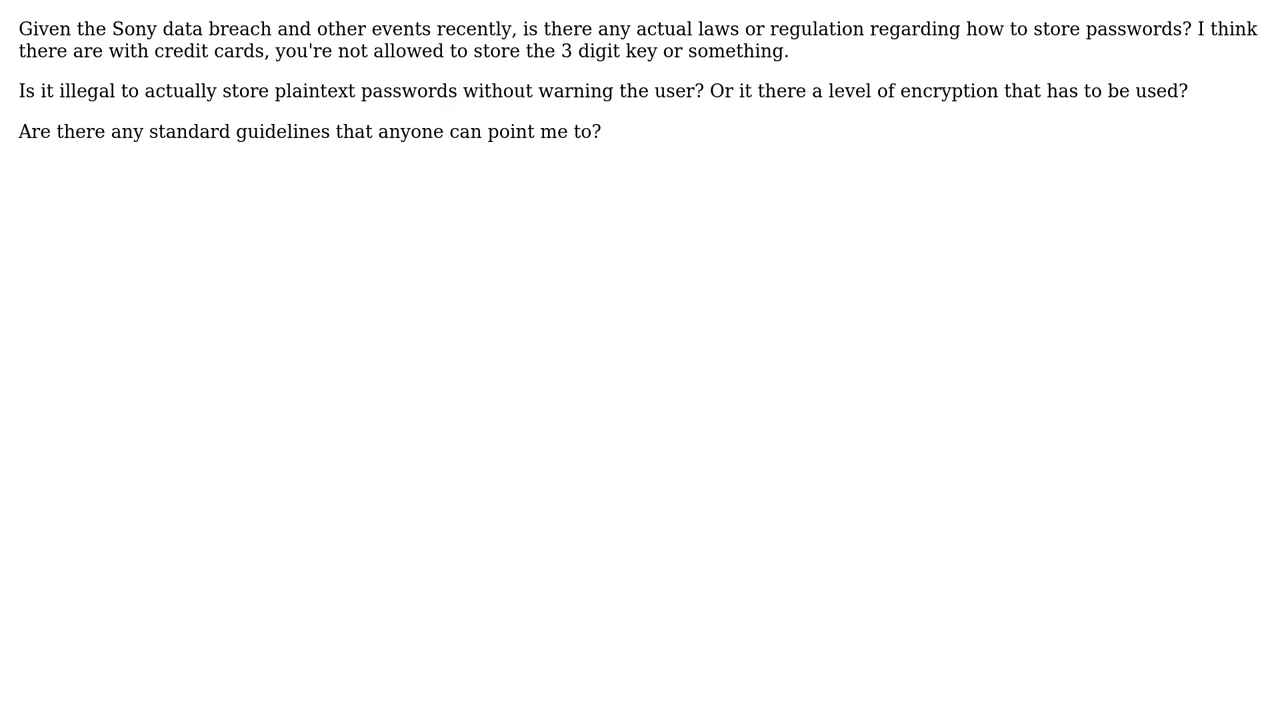 Given the Sony data breach and other events recently, is there any actual laws or regulation regarding how to store passwords? I think
there are with credit cards, you're not allowed to store the 3 digit key or something.
Is it illegal to actually store plaintext passwords without warning the user? Or it there a level of encryption that has to be used?
Are there any standard guidelines that anyone can point me to?